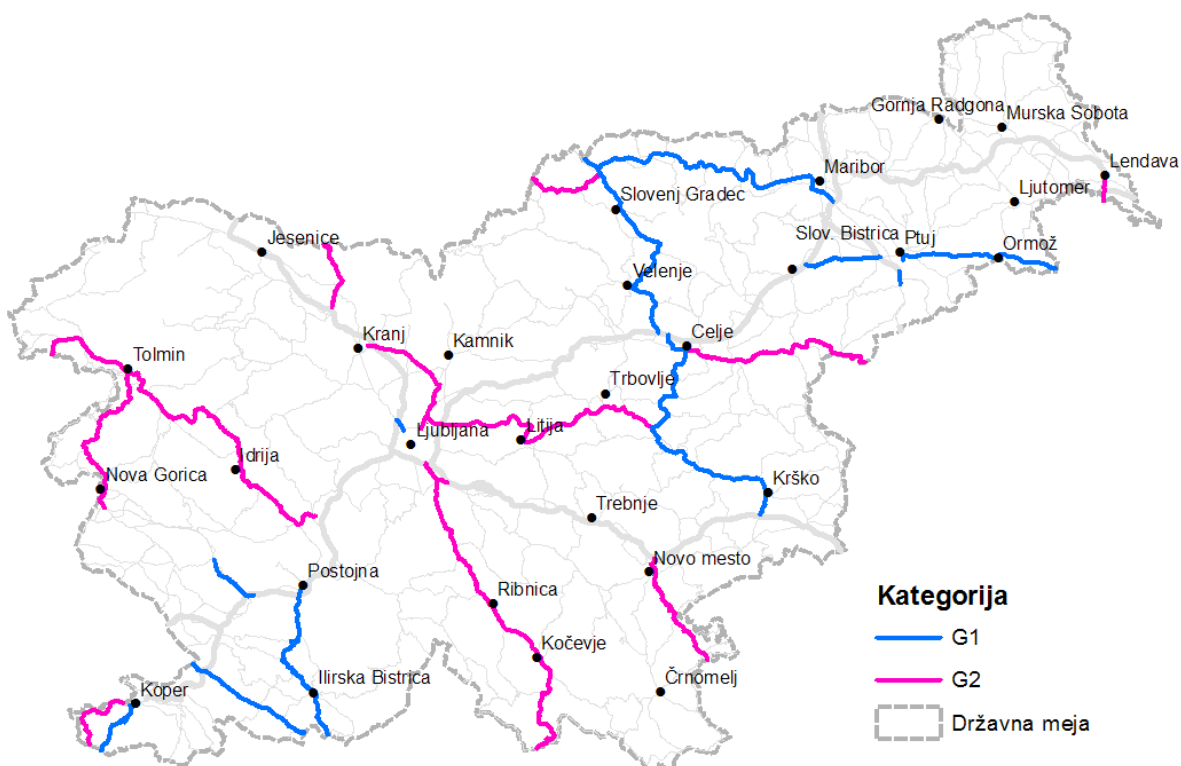 Gornja Radgona
Murska Sobota
Maribor
Lendava
Slovenj Gradec
Ljutomer
Jesenice
Slov. Bistrica
Ptuj
Ormož
Velenje
Kranj
Kamnik
Celje
Tolmin
Trbovlje
Ljubljana
Litija
Idrija
Nova Gorica
Krško
Trebnje
Postojna
Novo mesto
Ribnica
Kočevje
Ilirska Bistrica
Koper
Črnomelj
Kategorija
G1
G2
Državna meja